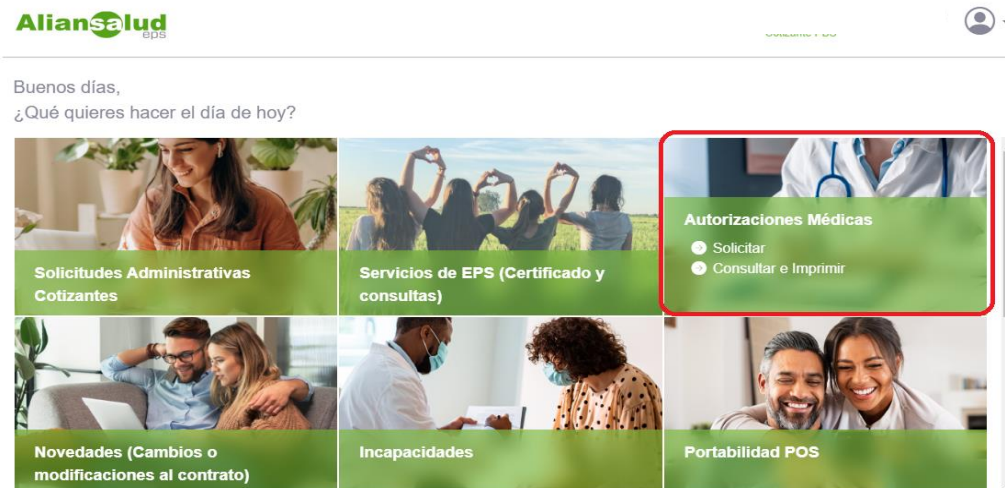 Aliansalud
eps
Buenos días,
¿Qué quieres hacer el día de hoy?
Solicitudes Administrativas
Cotizantes
Servicios de EPS (Certificado y
consultas)
Autorizaciones Médicas
Solicitar
Consultar e Imprimir
Novedades (Cambios o
modificaciones al contrato)
Incapacidades
Portabilidad POS